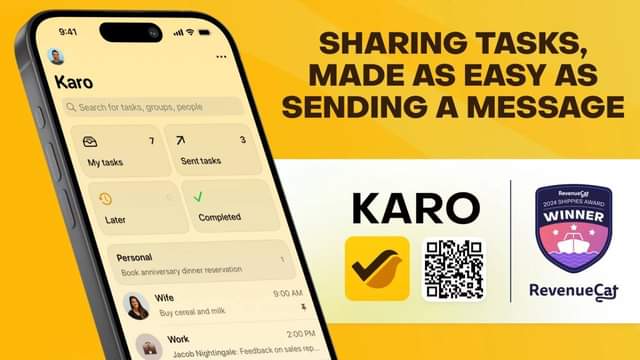 9:41
Karo
Search for tasks, groups, people
7
My tasks
3
Sent tasks
Later
Completed
Personal
Book anniversary dinner reservation
1
Wife
9:00 AM
Buy cereal and milk
Work
2:00 PM
Jacob Nightingale: Feedback on sales rep...
SHARING TASKS,
MADE AS EASY AS
SENDING A MESSAGE
KARO
RevenueCat
2024 SHIPPIES AWARD
WINNER
RevenueCat